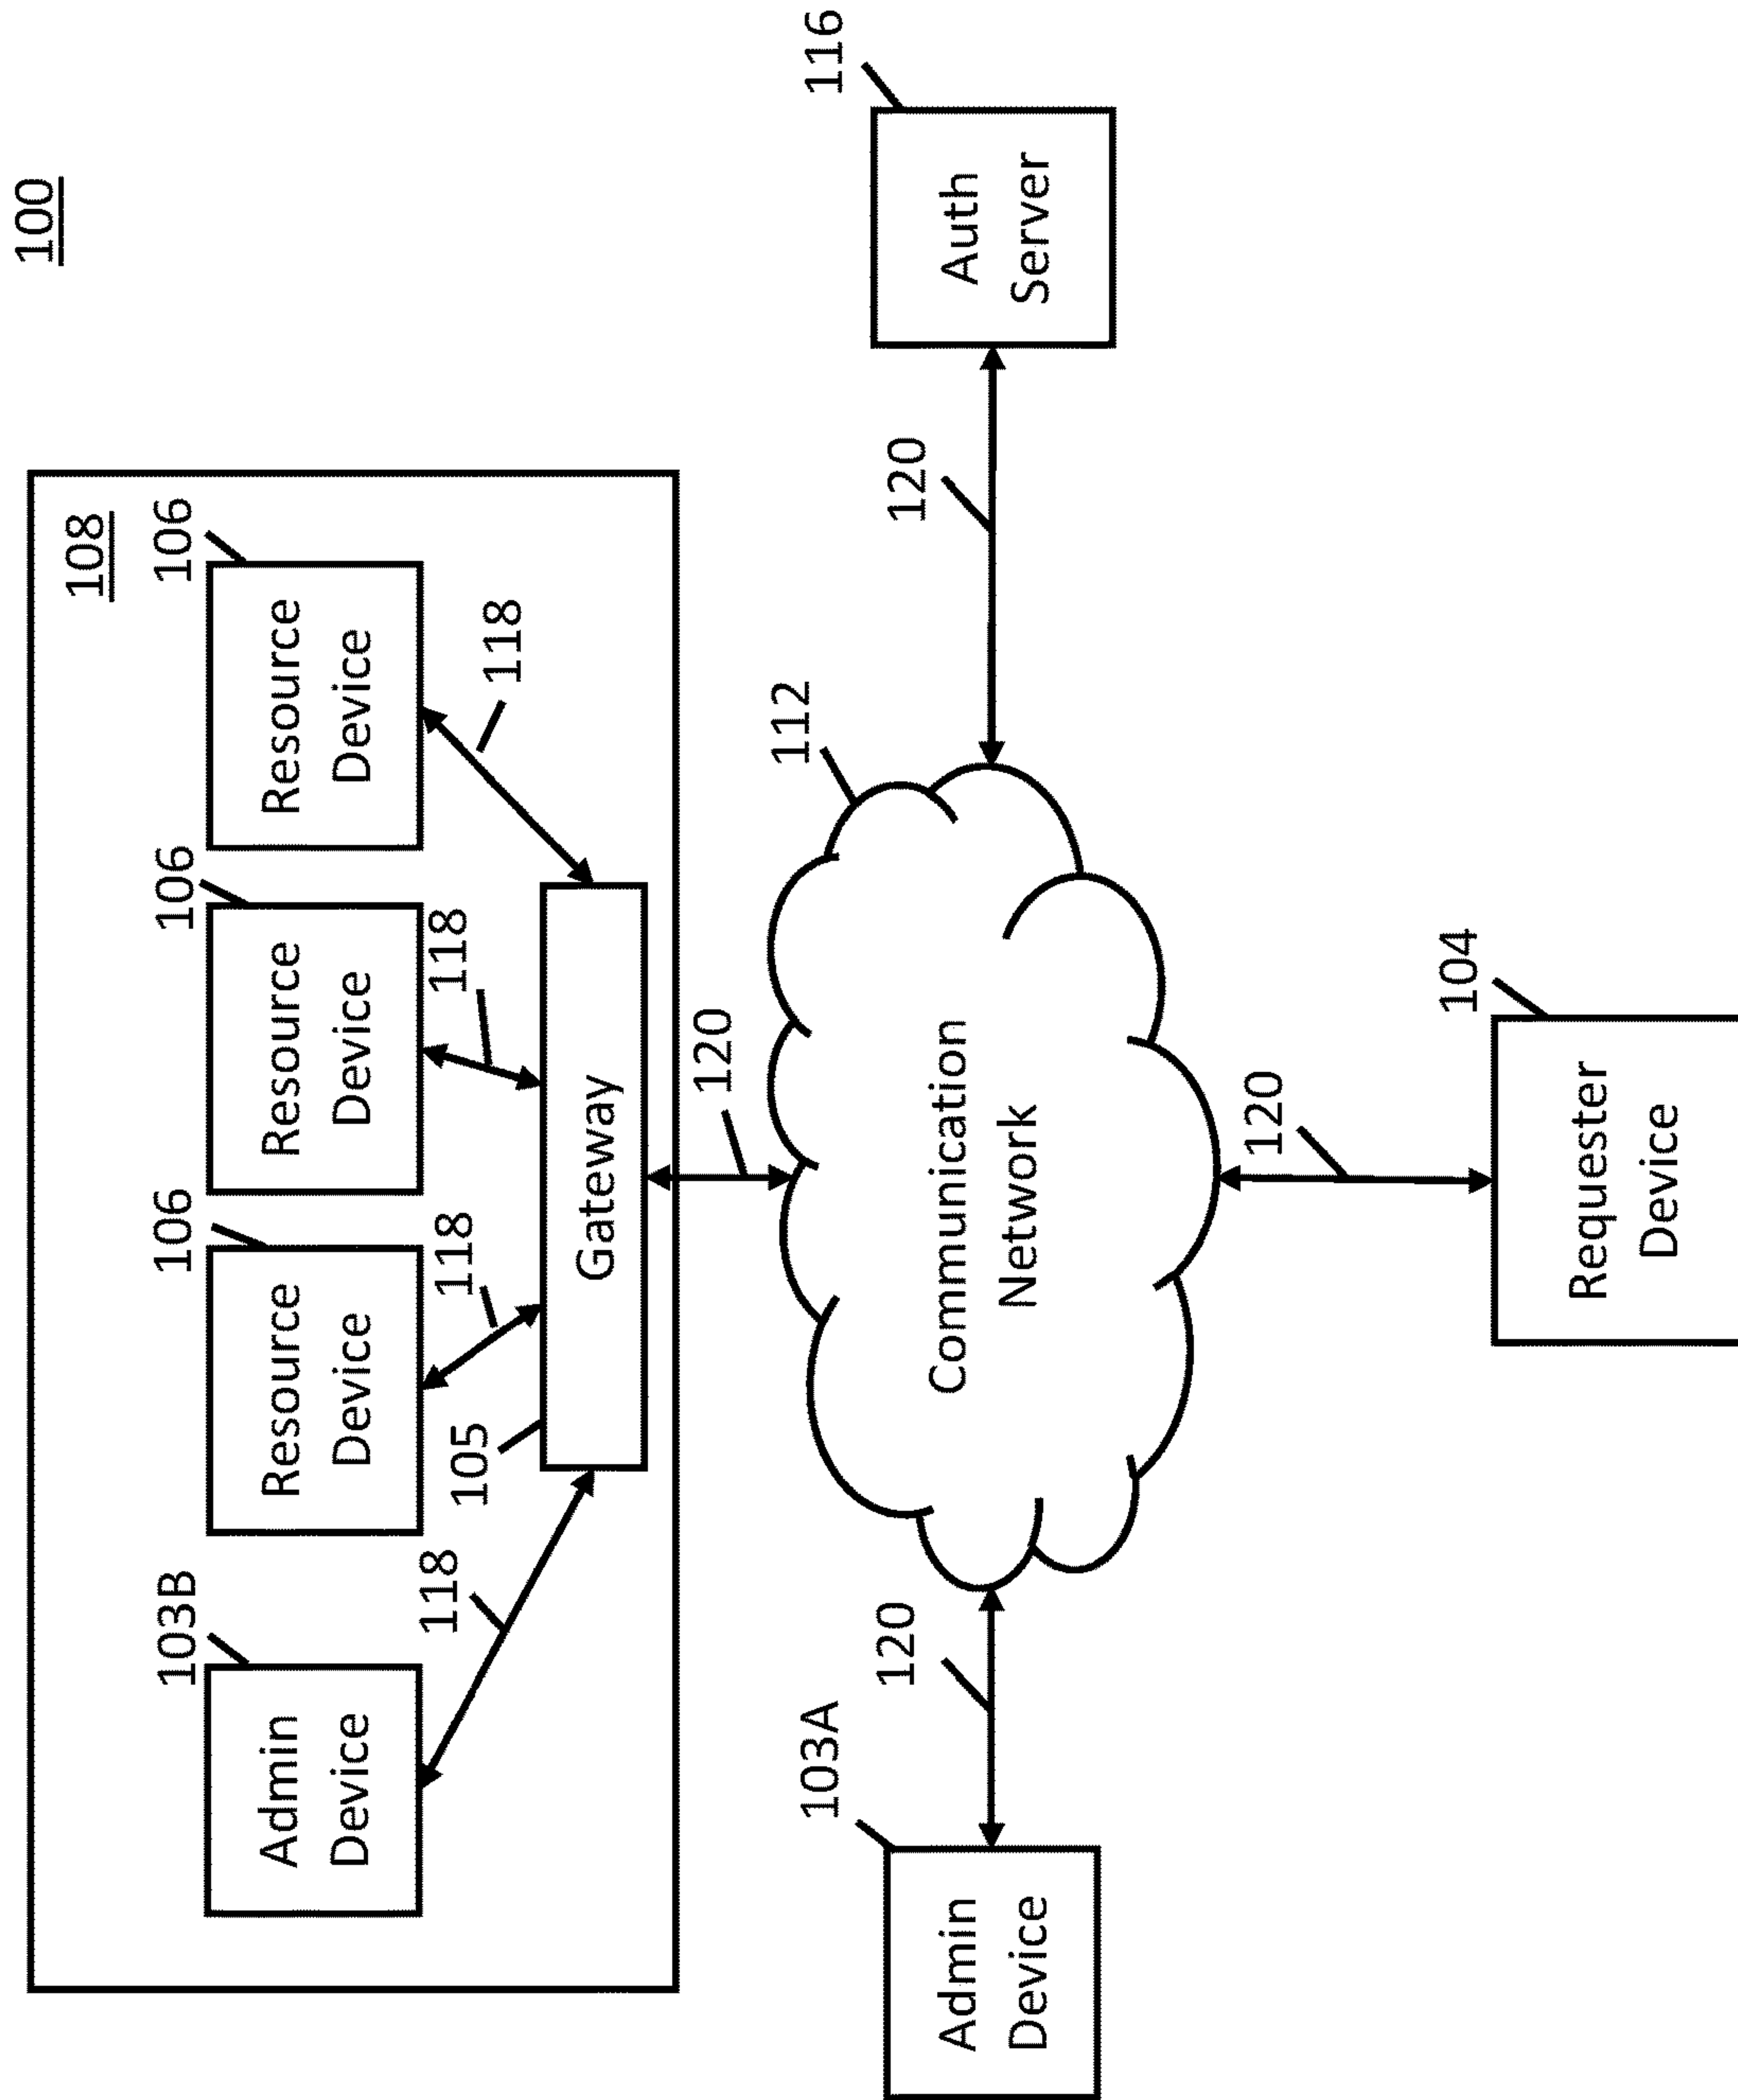 100
108
103B
106
106
106
Admin
Device
Resource
Device
Resource
Device
Resource
Device
118
118
118
118
105
Gateway
120
112
103A
116
120
120
Admin
Device
Communication
Network
Auth
Server
120
104
Requester
Device